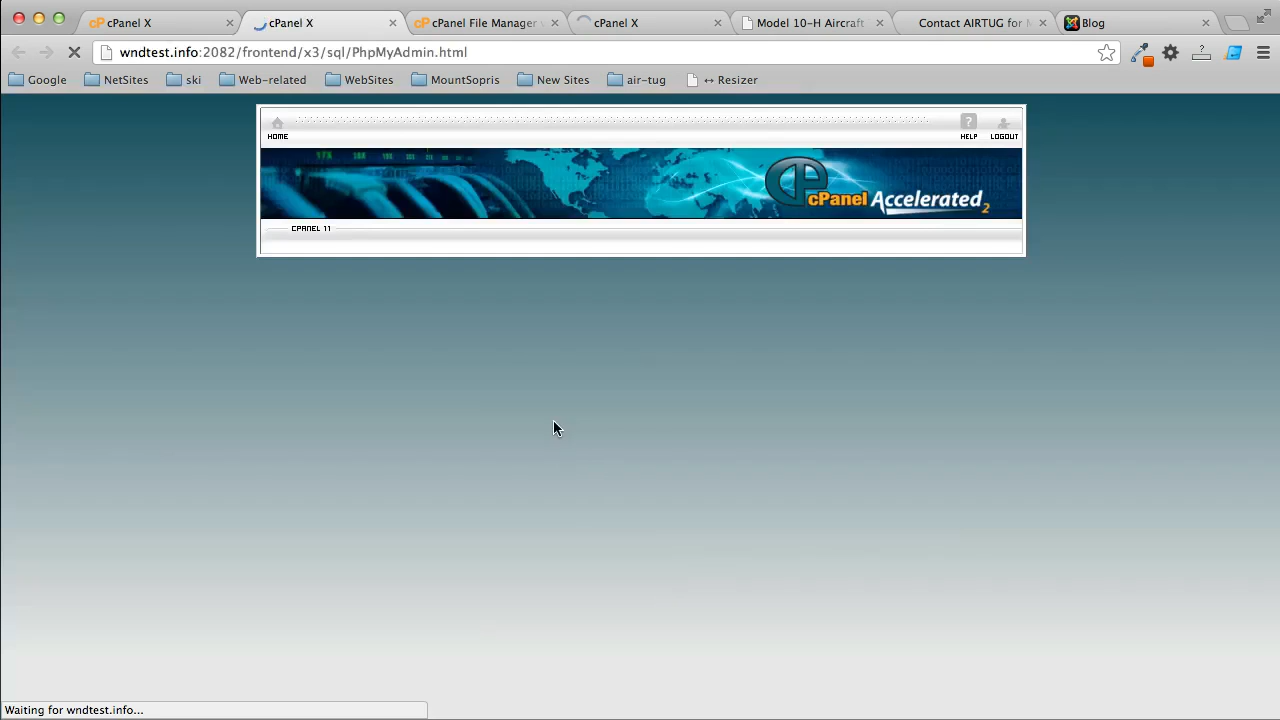 cPanel X
cPanel X
cPanel File Manager
cPanel X
Model 10-H Aircraft
Contact AIRTUG for
Blog
wndtest.info:2082/frontend/x3/sql/PhpMyAdmin.html
Google
NetSites
ski
Web-related
WebSites
MountSopris
New Sites
air-tug
↔ Resizer
HOME
?
HELP
LOGOUT
cPanel Accelerated 2
CPANEL 11
Waiting for wndtest.info...